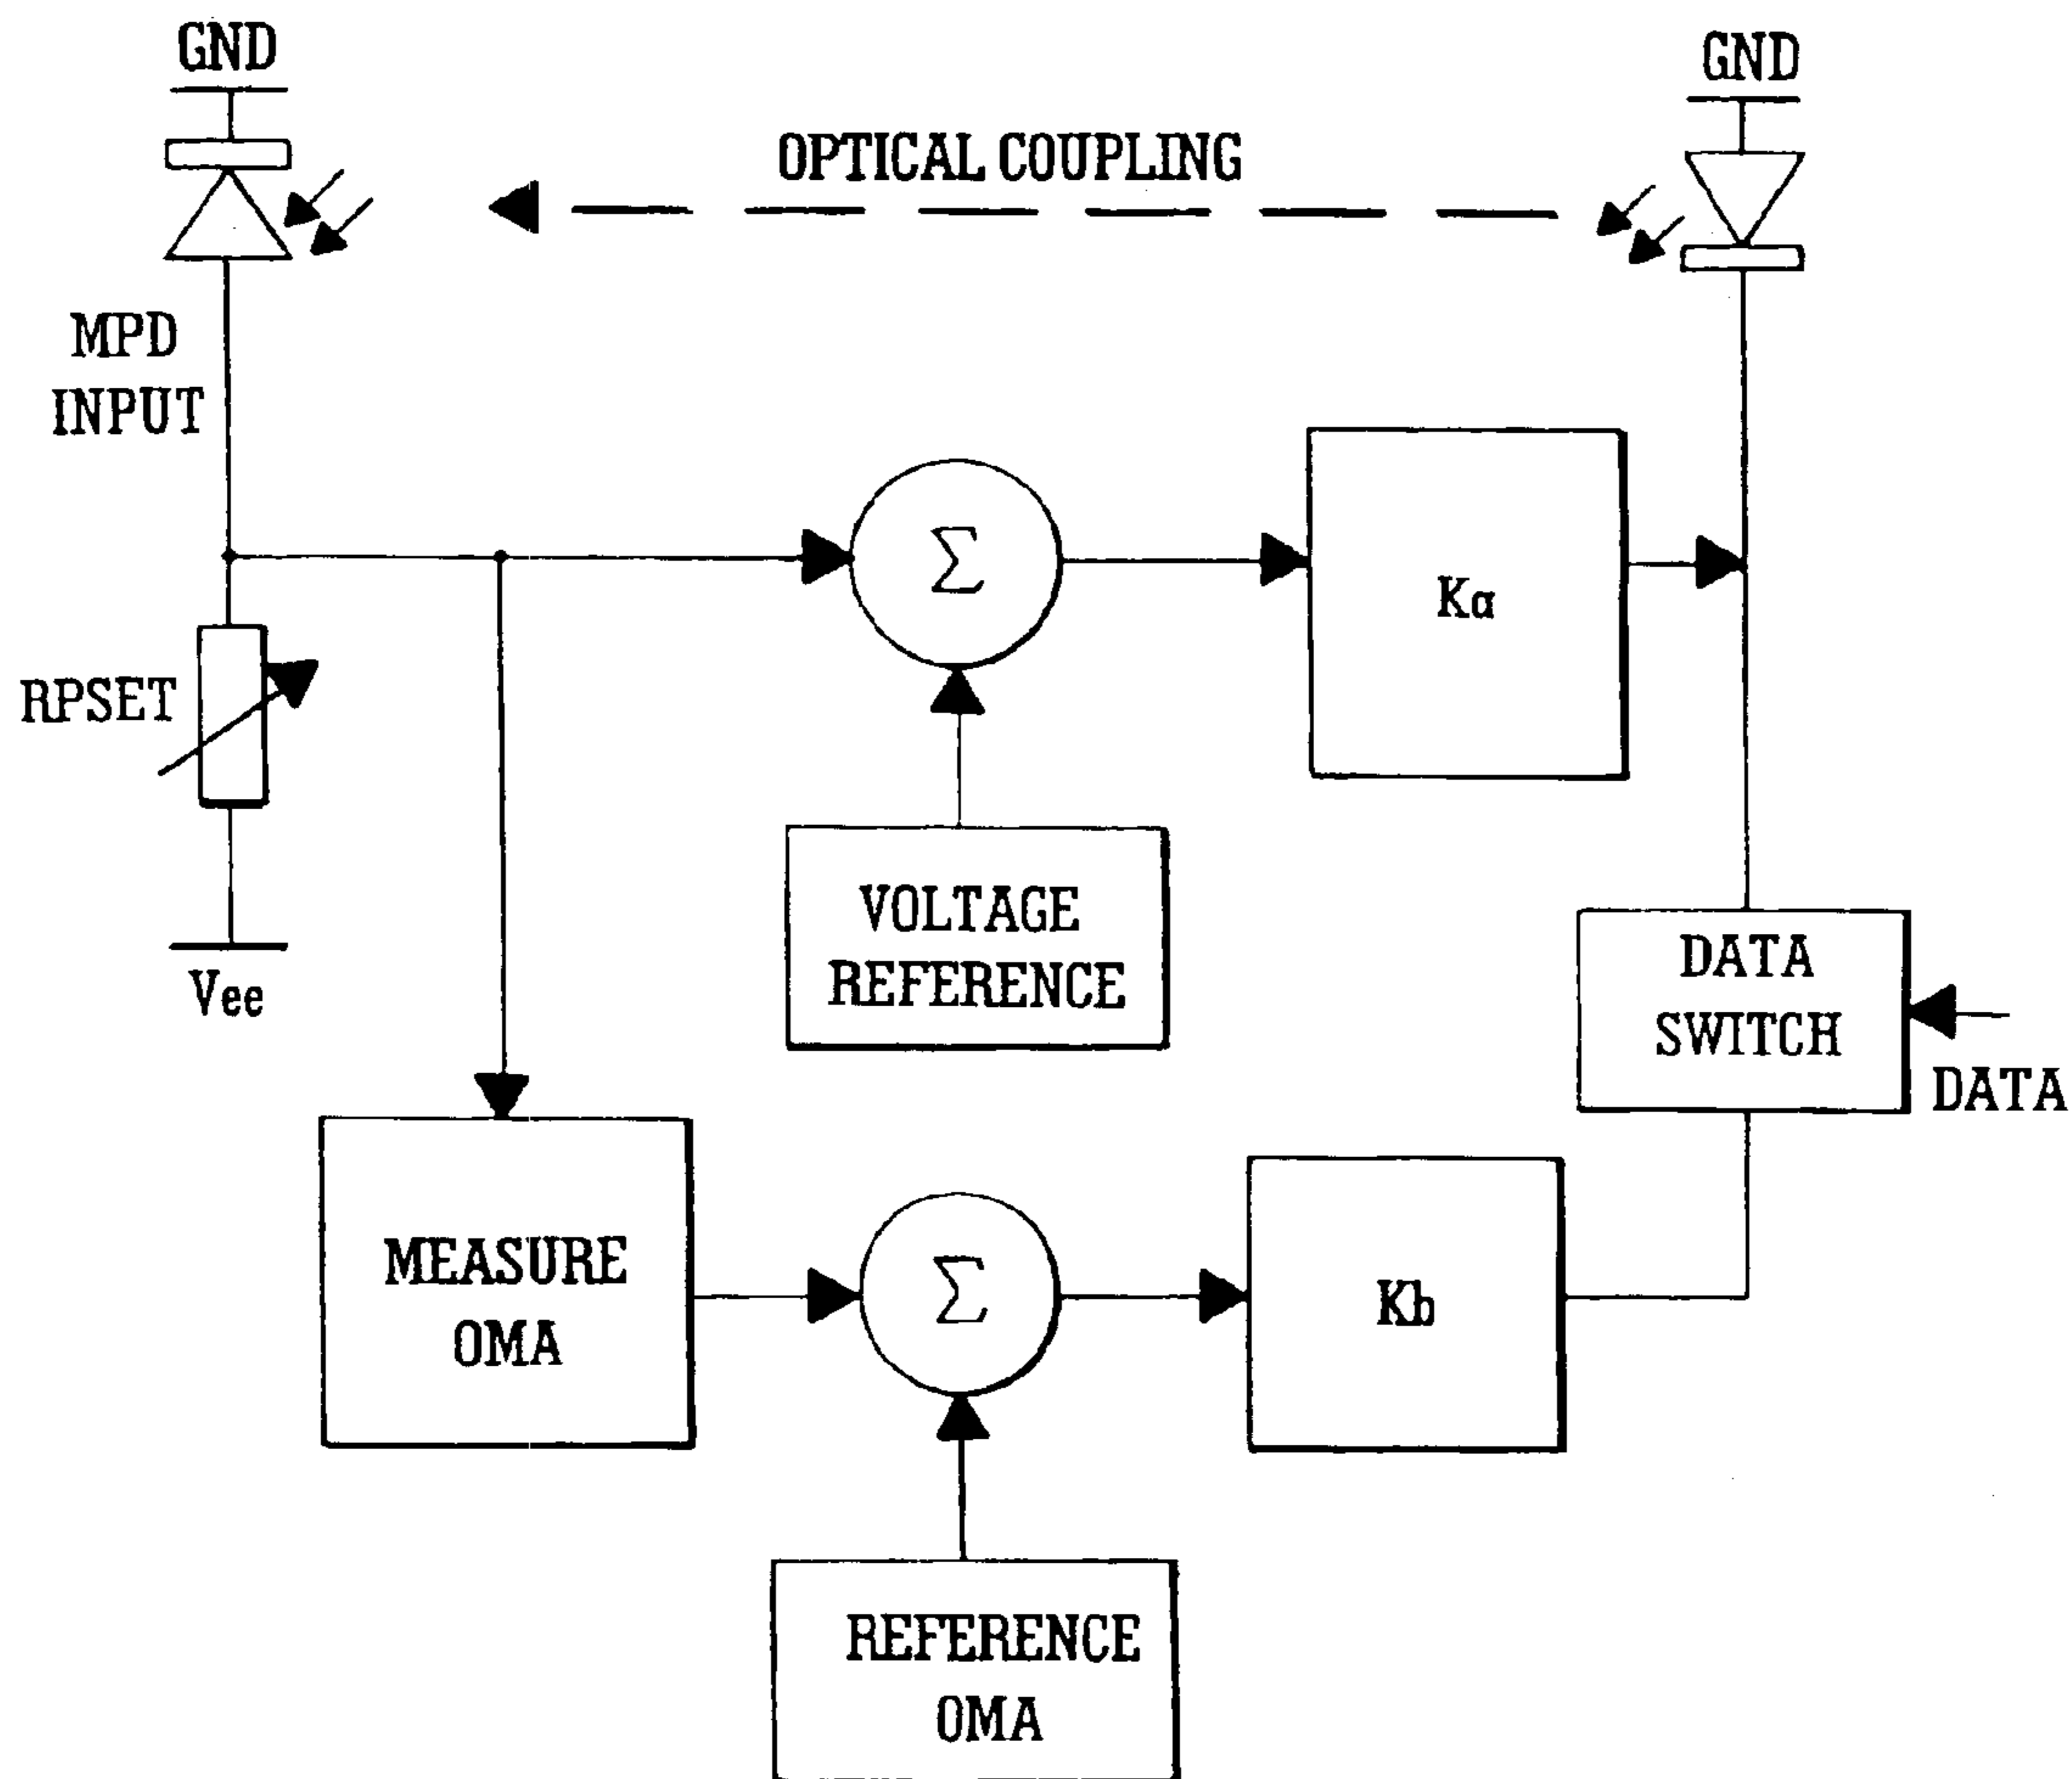 GND
GND
OPTICAL COUPLING
MPD
INPUT
Σ
Ka
RPSET
VOLTAGE
REFERENCE
Vee
DATA
SWITCH
DATA
MEASURE
OMA
Σ
Kb
REFERENCE
OMA